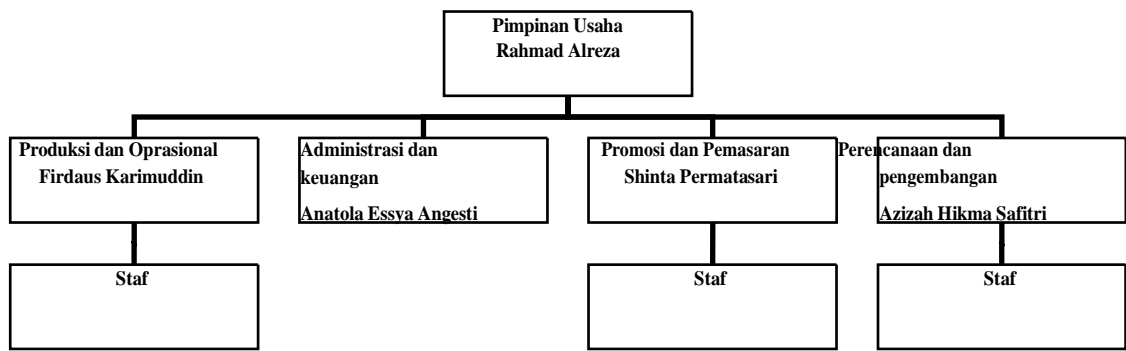 Pimpinan Usaha
Rahmad Alreza
Produksi dan Oprasional
Firdaus Karimuddin
Administrasi dan
keuangan
Anatola Essya Angesti
Promosi dan Pemasaran
Shinta Permatasari
Perencanaan dan
pengembangan
Azizah Hikma Safitri
Staf
Staf
Staf